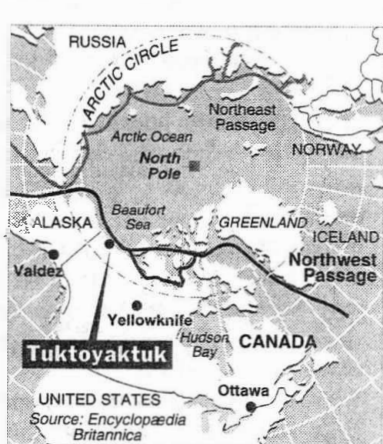 RUSSIA
ARCTIC CIRCLE
Northeast
Passage
Arctic Ocean
NORWAY
North
Pole
Beaufort
Sea
ALASKA
GREENLAND
ICELAND
Northwest
Passage
Valdez
Yellowknife
Hudson
Bay
CANADA
Tuktoyaktuk
Ottawa
UNITED STATES
Source: Encyclopædia
Britannica